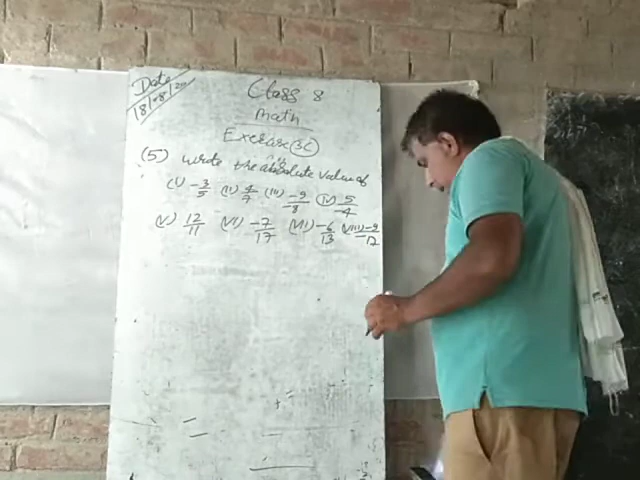 Date
18/08/20
Class 8
Math
Exercise (3C)
(5) write the absolute value of
(i) -3/5 (ii) 4/7 (iii) -9/-8 (iv) 5/-4
(v) 12/11 (vi) -7/17 (vii) -6/13 (viii) -9/-12